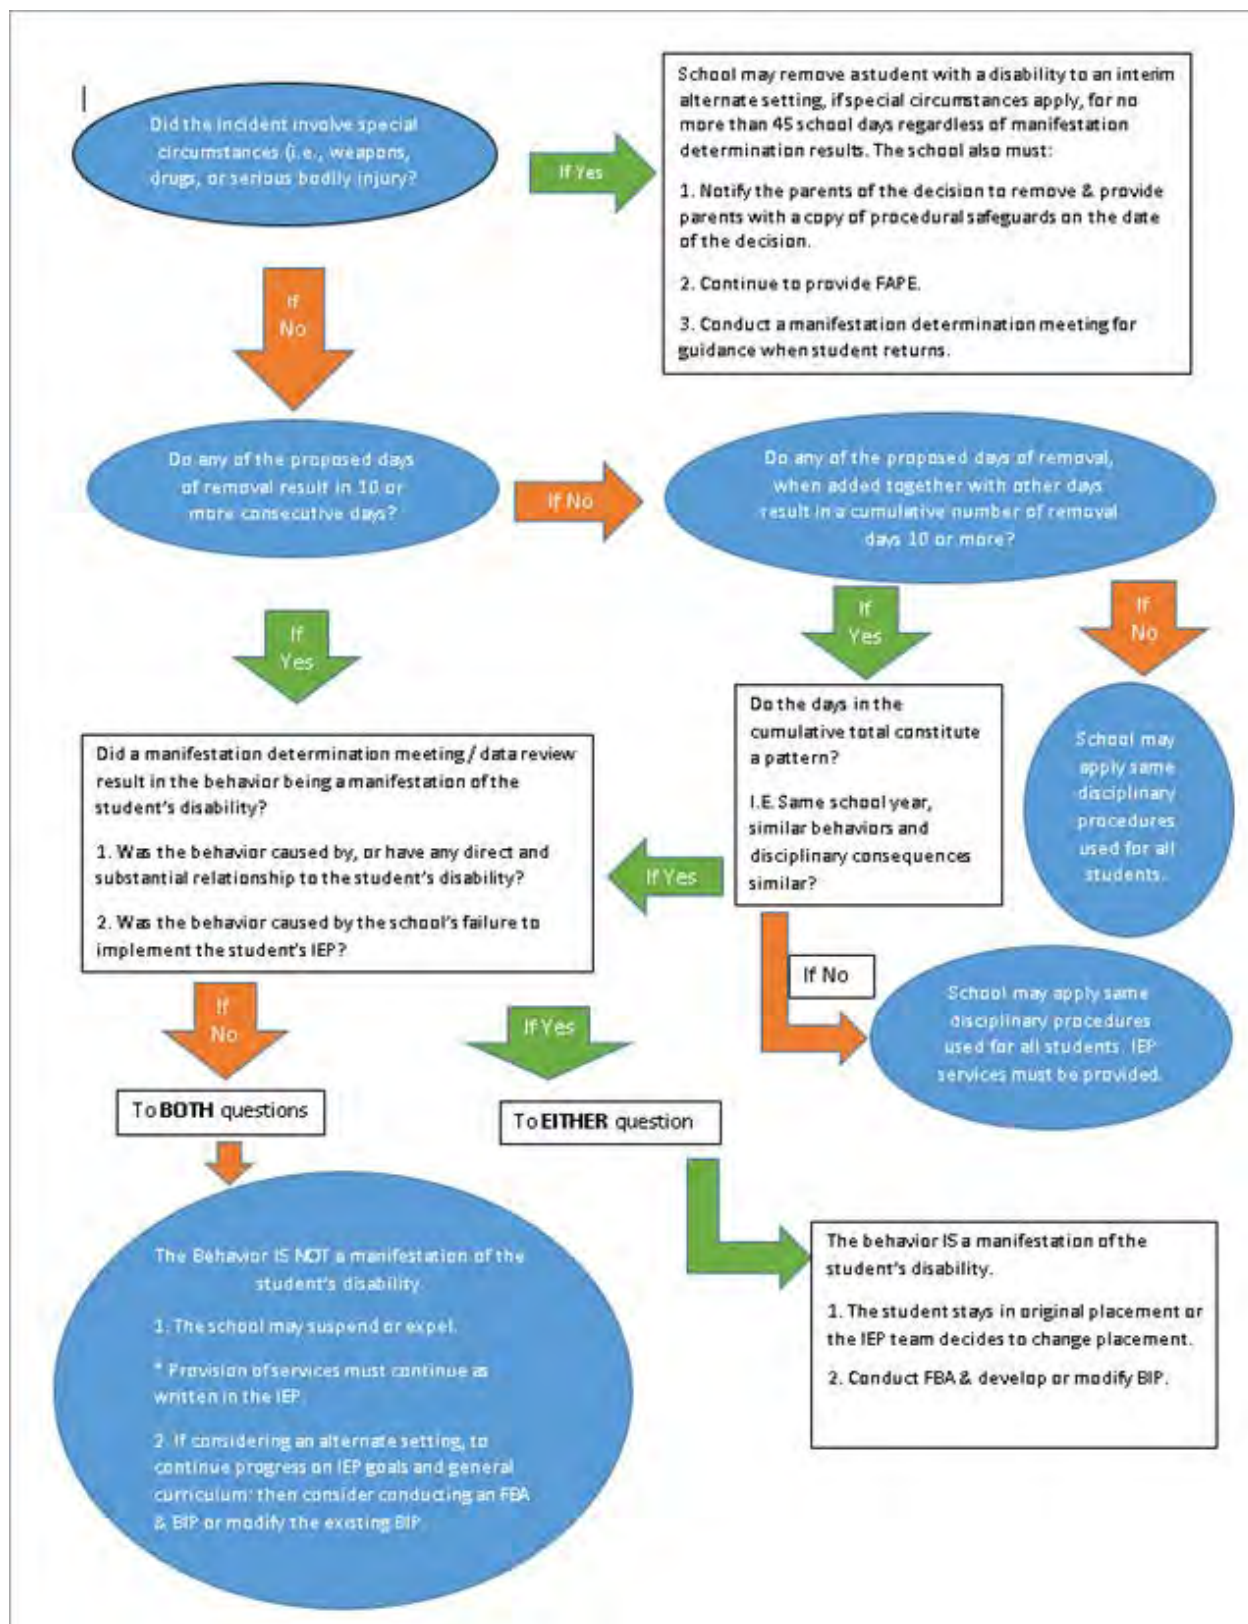 Did the Incident involve special
circumstances (i.e., weapons,
drugs, or serious bodily injury?
If Yes
School may remove astudent with a disability to an interim
alternate setting, if special circumstances apply, for no
more than 45 school days regardless of manifestation
determination results. The school also must:
1. Notify the parents of the decision to remove & provide
parents with a copy of procedural safeguards on the date
of the decision.
2. Continue to provide FAPE.
3. Conduct a manifestation determination meeting for
guidance when student returns.
If
No
Do any of the proposed days
of removal result in 10 or
more consecutive days?
If No
Do any of the proposed days of removal,
when added together with other days
result in a cumulative number of removal
days 10 or more?
If
Yes
If
Yes
If
No
Do the days in the
cumulative total constitute
a pattern?
I.E. Same school year,
similar behaviors and
disciplinary consequences
similar?
School may
apply same
disciplinary
procedures
used for all
students.
Did a manifestation determination meeting / data review
result in the behavior being a manifestation of the
student's disability?
1. Was the behavior caused by, or have any direct and
substantial relationship to the student's disability?
2. Was the behavior caused by the school's failure to
implement the student's IEP?
If Yes
If No
School may apply same
disciplinary procedures
used for all students. IEP
services must be provided.
If
No
If Yes
To BOTH questions
To EITHER question
The Behavior IS NOT a manifestation of the
student's disability.
1. The school may suspend or expel.
* Provision of services must continue as
written in the IEP.
2. If considering an alternate setting, to
continue progress on IEP goals and general
curriculum: then consider conducting an FBA
& BIP or modify the existing BIP.
The behavior IS a manifestation of the
student's disability.
1. The student stays in original placement or
the IEP team decides to change placement.
2. Conduct FBA & develop or modify BIP.